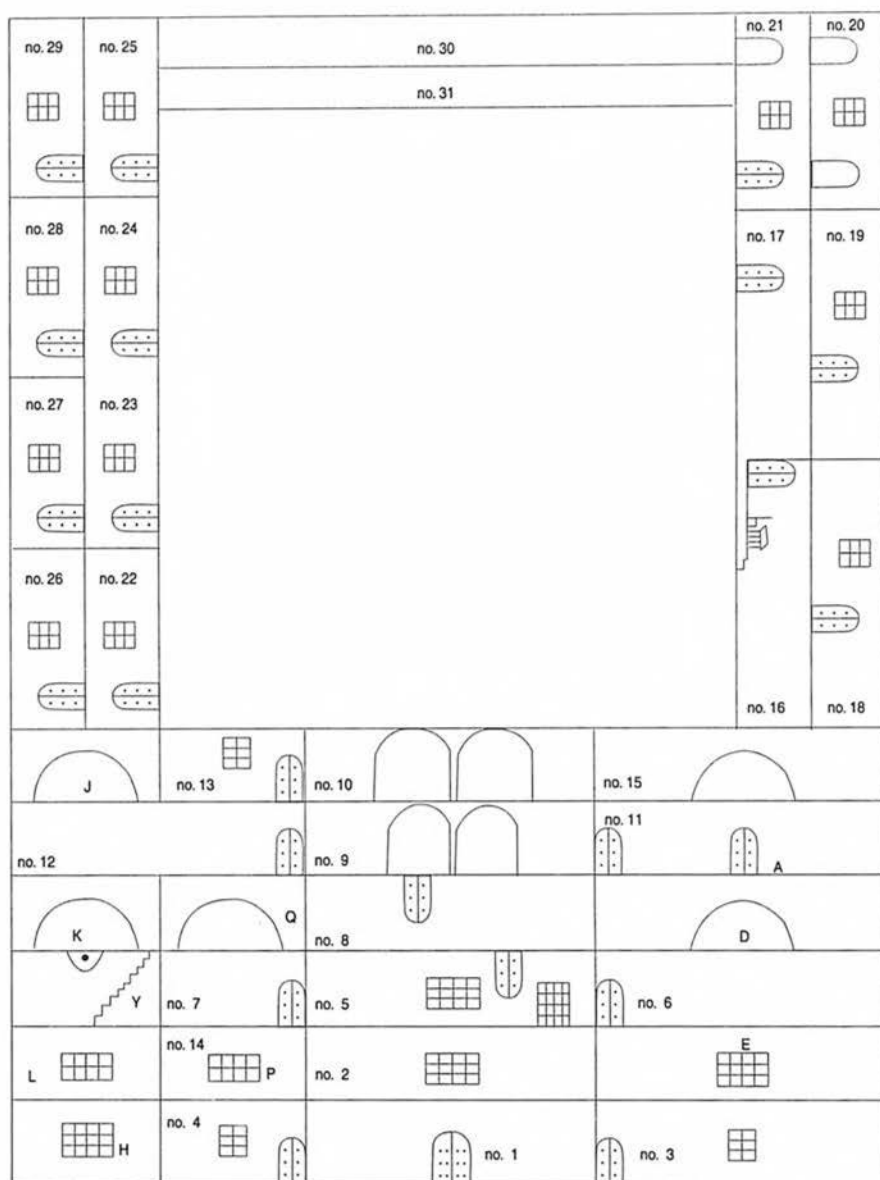 no. 29 no. 25 no. 30 no. 21 no. 20
no. 31
no. 28 no. 24 no. 17 no. 19
no. 27 no. 23
no. 26 no. 22
no. 16 no. 18
J no. 13 no. 10 no. 15
no. 11
no. 12 no. 9 A
K Q no. 8 D
Y no. 7 no. 5 no. 6
no. 14 E
L P no. 2
no. 4
H no. 1 no. 3